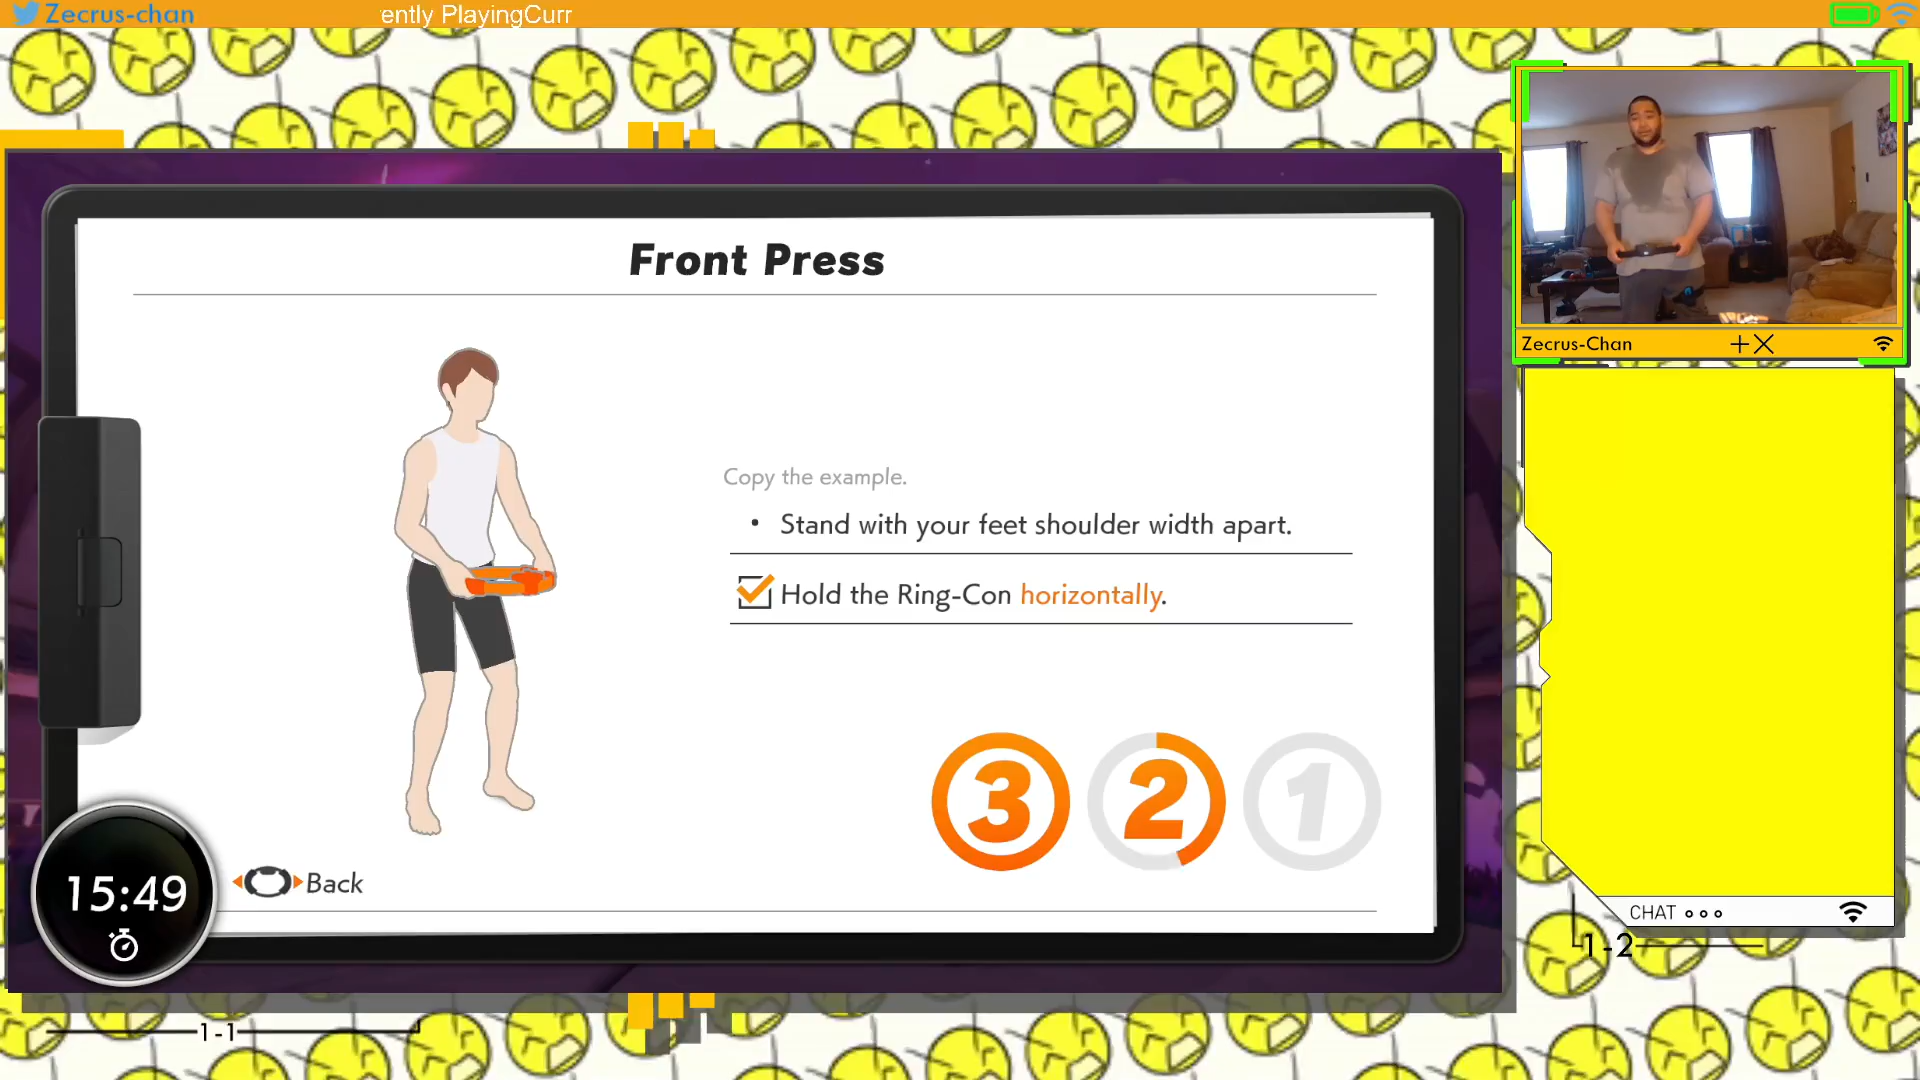 Zecrus-chan
ently PlayingCurr
Front Press
Copy the example.
• Stand with your feet shoulder width apart.
Hold the Ring-Con horizontally.
3 2 1
15:49
Back
Zecrus-Chan
CHAT
1-2
1-1